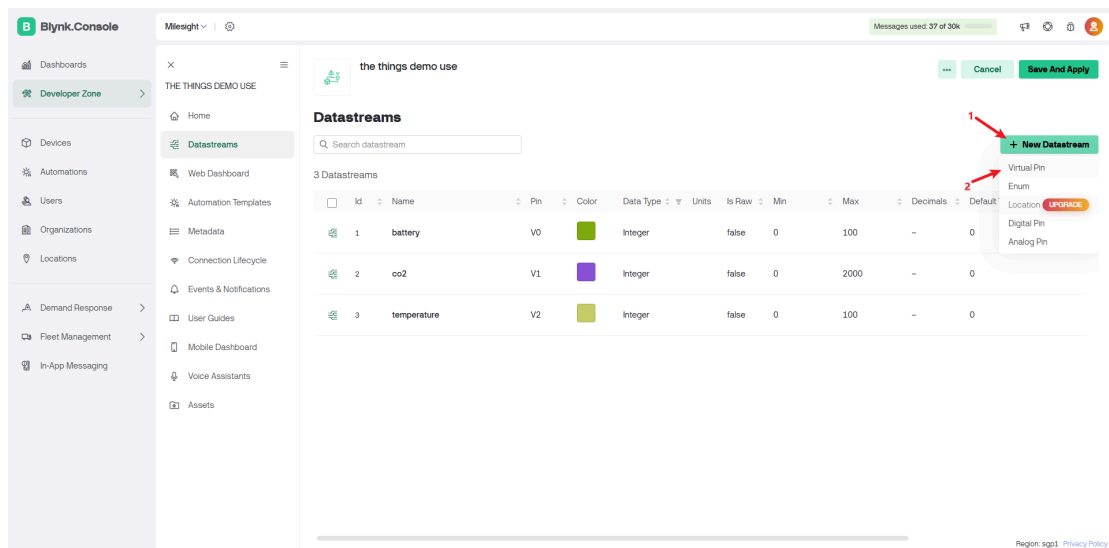 B Blynk.Console
Milesight
Messages used: 37 of 30k
Dashboards
Developer Zone
Devices
Automations
Users
Organizations
Locations
Demand Response
Fleet Management
In-App Messaging
THE THINGS DEMO USE
Home
Datastreams
Web Dashboard
Automation Templates
Metadata
Connection Lifecycle
Events & Notifications
User Guides
Mobile Dashboard
Voice Assistants
Assets
the things demo use
Cancel
Save And Apply
Datastreams
1
Search datastream
+ New Datastream
2
Virtual Pin
Enum
Location UPGRADE
Digital Pin
Analog Pin
3 Datastreams
Id Name Pin Color Data Type Units Is Raw Min Max Decimals Default
1 battery V0 Integer false 0 100 – 0
2 co2 V1 Integer false 0 2000 – 0
3 temperature V2 Integer false 0 100 – 0
Region: sgp1 Privacy Policy